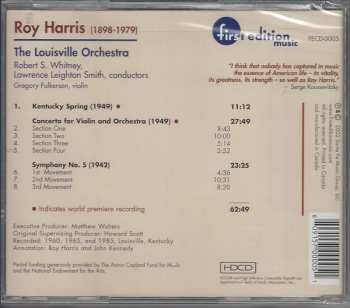 Roy Harris (1898-1979)
The Louisville Orchestra
Robert S. Whitney,
Lawrence Leighton Smith, conductors
Gregory Fulkerson, violin
first edition
music
FECD-0005
"I think that nobody has captured in music
the essence of American life – its vitality,
its greatness, its strength – so well as Roy Harris."
– Serge Koussevitzky
1. Kentucky Spring (1949) • 11:12
Concerto for Violin and Orchestra (1949) • 27:49
2 Section One 8:43
3 Section Two 10:00
4 Section Three 5:14
5 Section Four 3:52
Symphony No. 5 (1942) 23:25
6 1st Movement 4:36
7 2nd Movement 10:31
8 3rd Movement 8:20
• Indicates world premiere recording 62:49
Executive Producer: Matthew Walters
Original Supervising Producer: Howard Scott
Recorded: 1960, 1965, and 1985, Louisville, Kentucky
Annotation: Roy Harris and John Kennedy
Partial funding generously provided by The Aaron Copland Fund for Music
and the National Endowment for the Arts.
HDCD